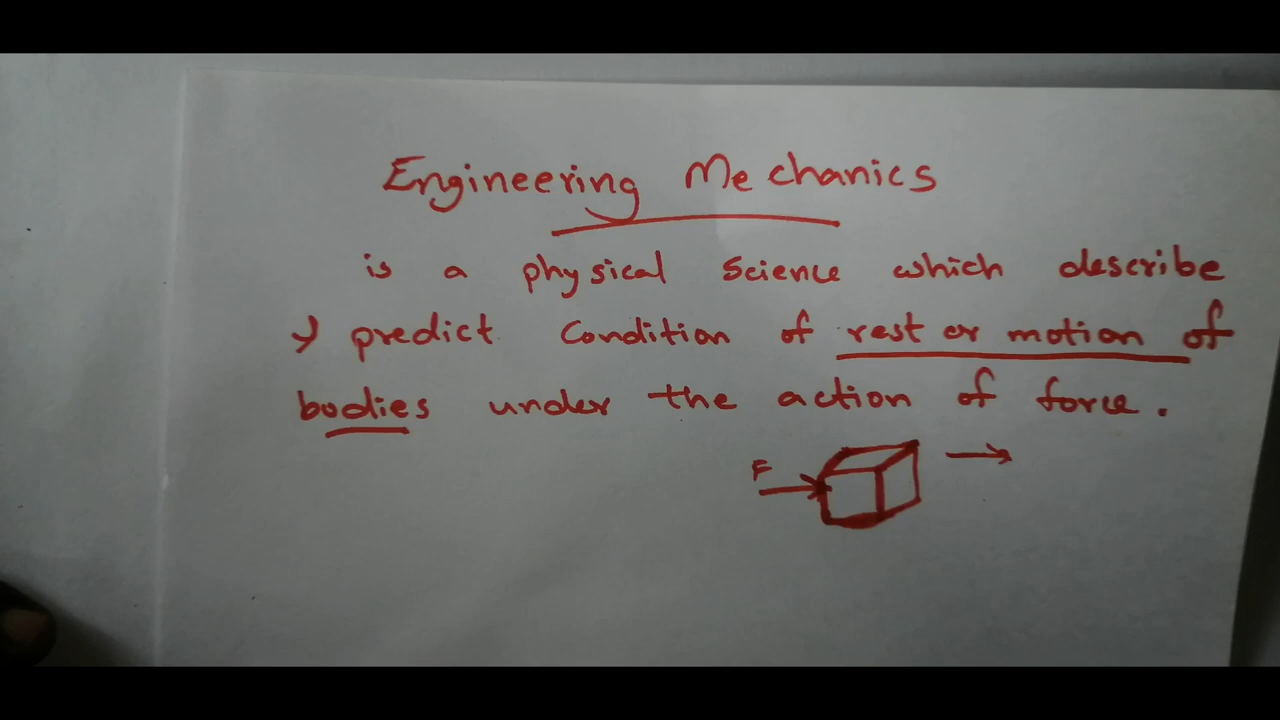 Engineering Mechanics
is a physical Science which describe
y predict Condition of rest or motion of
bodies under the action of force.
F